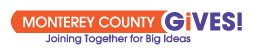 MONTEREY COUNTY GiVES!
Joining Together for Big Ideas